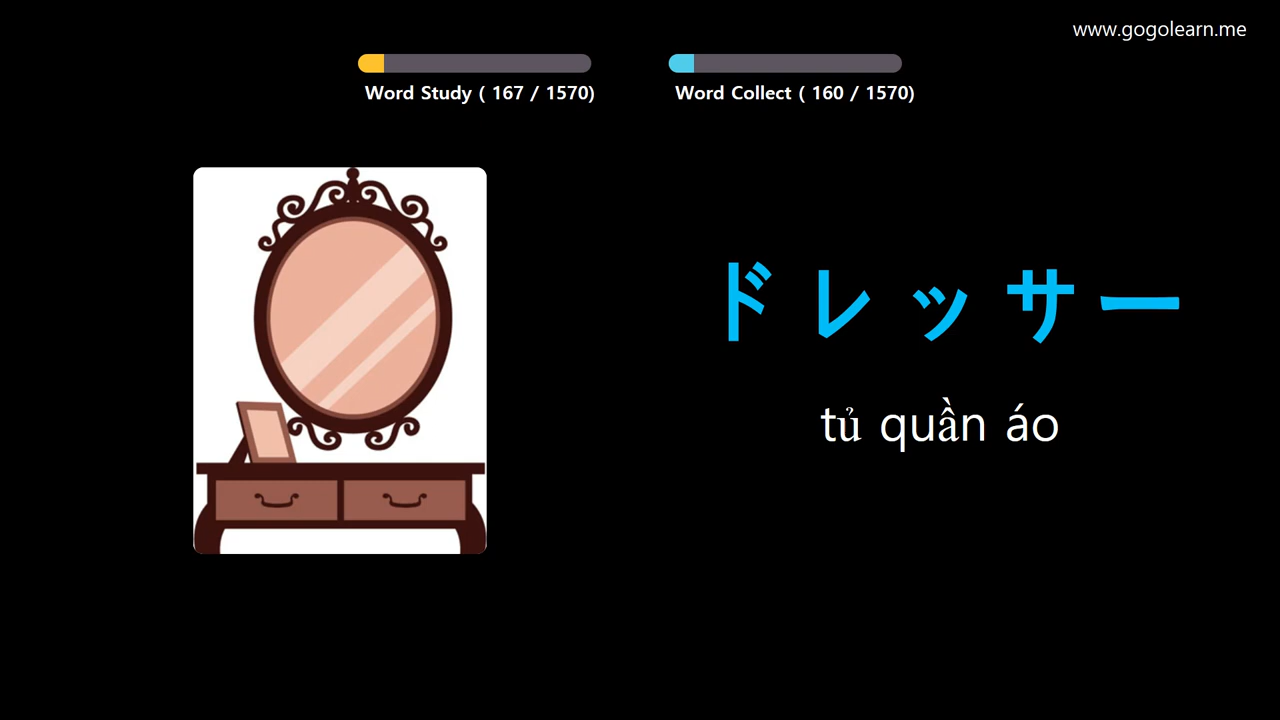 www.gogolearn.me
Word Study ( 167 / 1570)
Word Collect ( 160 / 1570)
ドレッサー
tủ quần áo